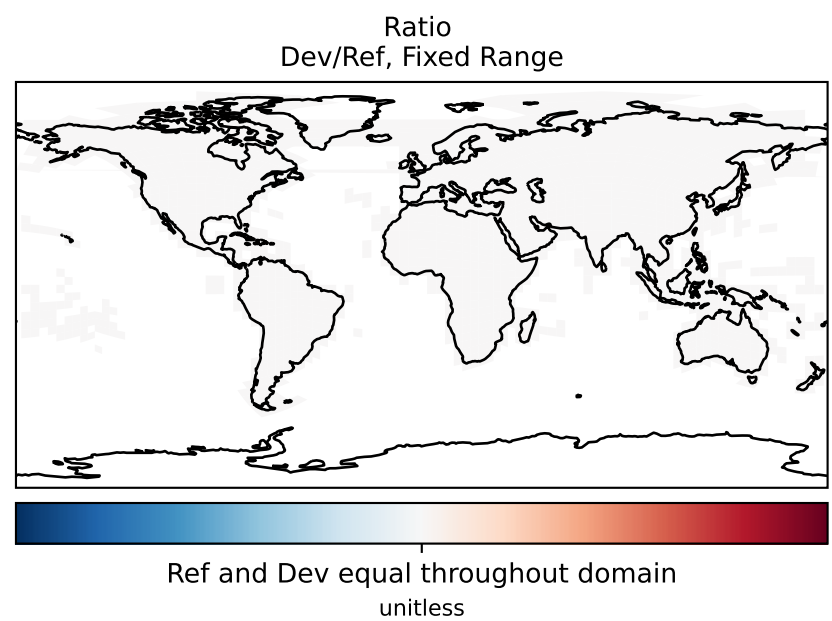 Ratio
Dev/Ref, Fixed Range
Ref and Dev equal throughout domain
unitless